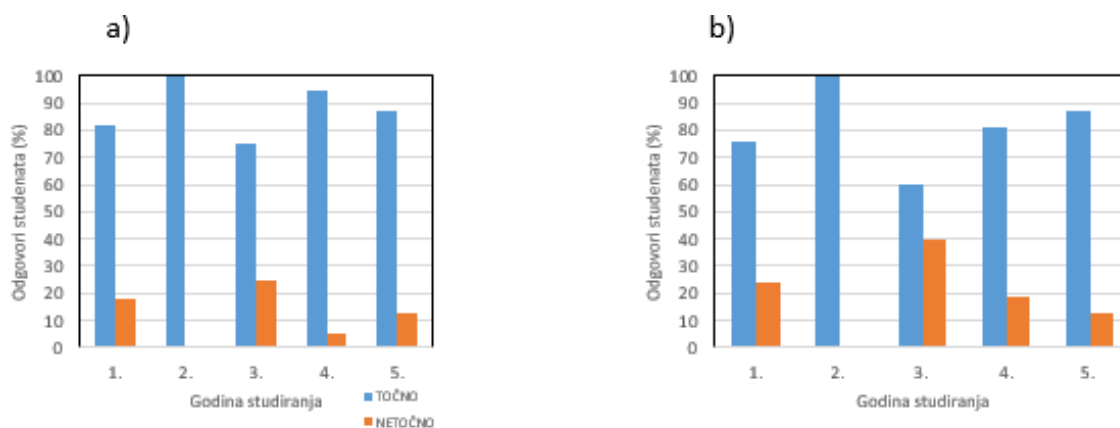 a)
100
90
80
70
60
50
40
30
20
10
0
Odgovori studenata (%)
1. 2. 3. 4. 5.
Godina studiranja
TOČNO
NETOČNO
b)
100
90
80
70
60
50
40
30
20
10
0
Odgovori studenata (%)
1. 2. 3. 4. 5.
Godina studiranja